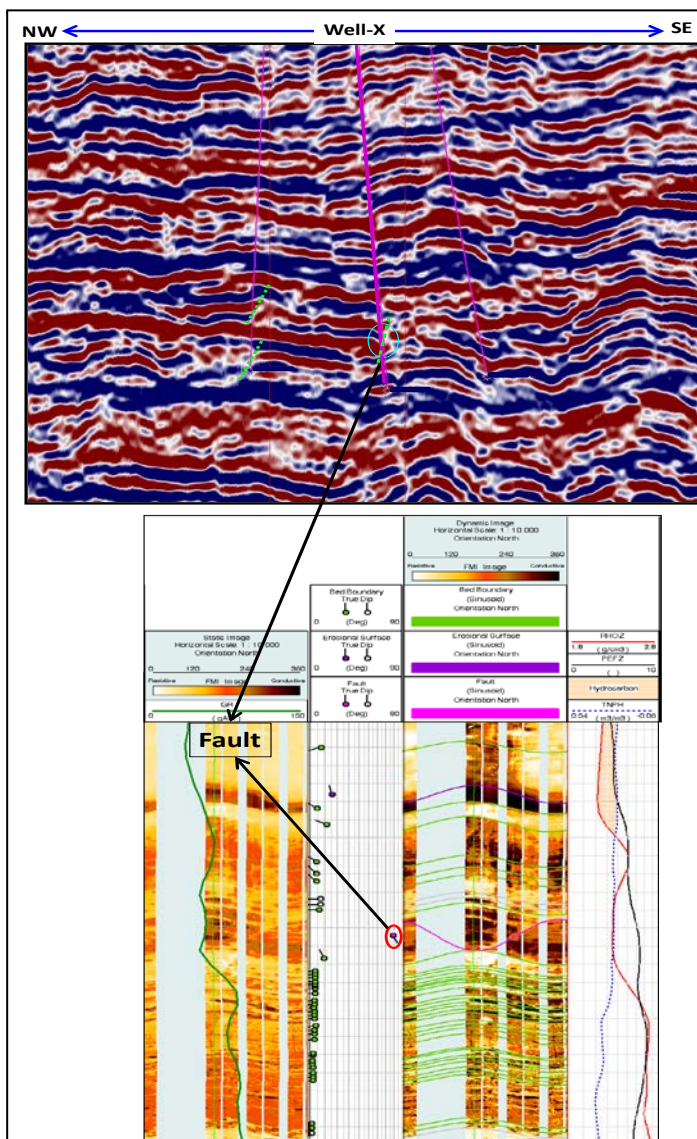 NW Well-X SE
Dynamic Image
Horizontal Scale: 1 : 10.000
Orientation North
0 120 240 360
Resistive FMI Image Conductive
Bed Boundary
True Dip
0 (Deg) 90
Bed Boundary
(Sinusoid)
Orientation North
Static Image
Horizontal Scale: 1 : 10.000
Orientation North
0 120 240 360
Resistive FMI Image Conductive
GR
0 150
Erosional Surface
True Dip
0 (Deg) 90
Erosional Surface
(Sinusoid)
Orientation North
RHOZ
1.8 (g/cm3) 2.8
PEFZ
0 (_) 10
Fault
True Dip
0 (Deg) 90
Fault
(Sinusoid)
Orientation North
Hydrocarbon
TNPH
0.54 (m3/m3) -0.06
Fault